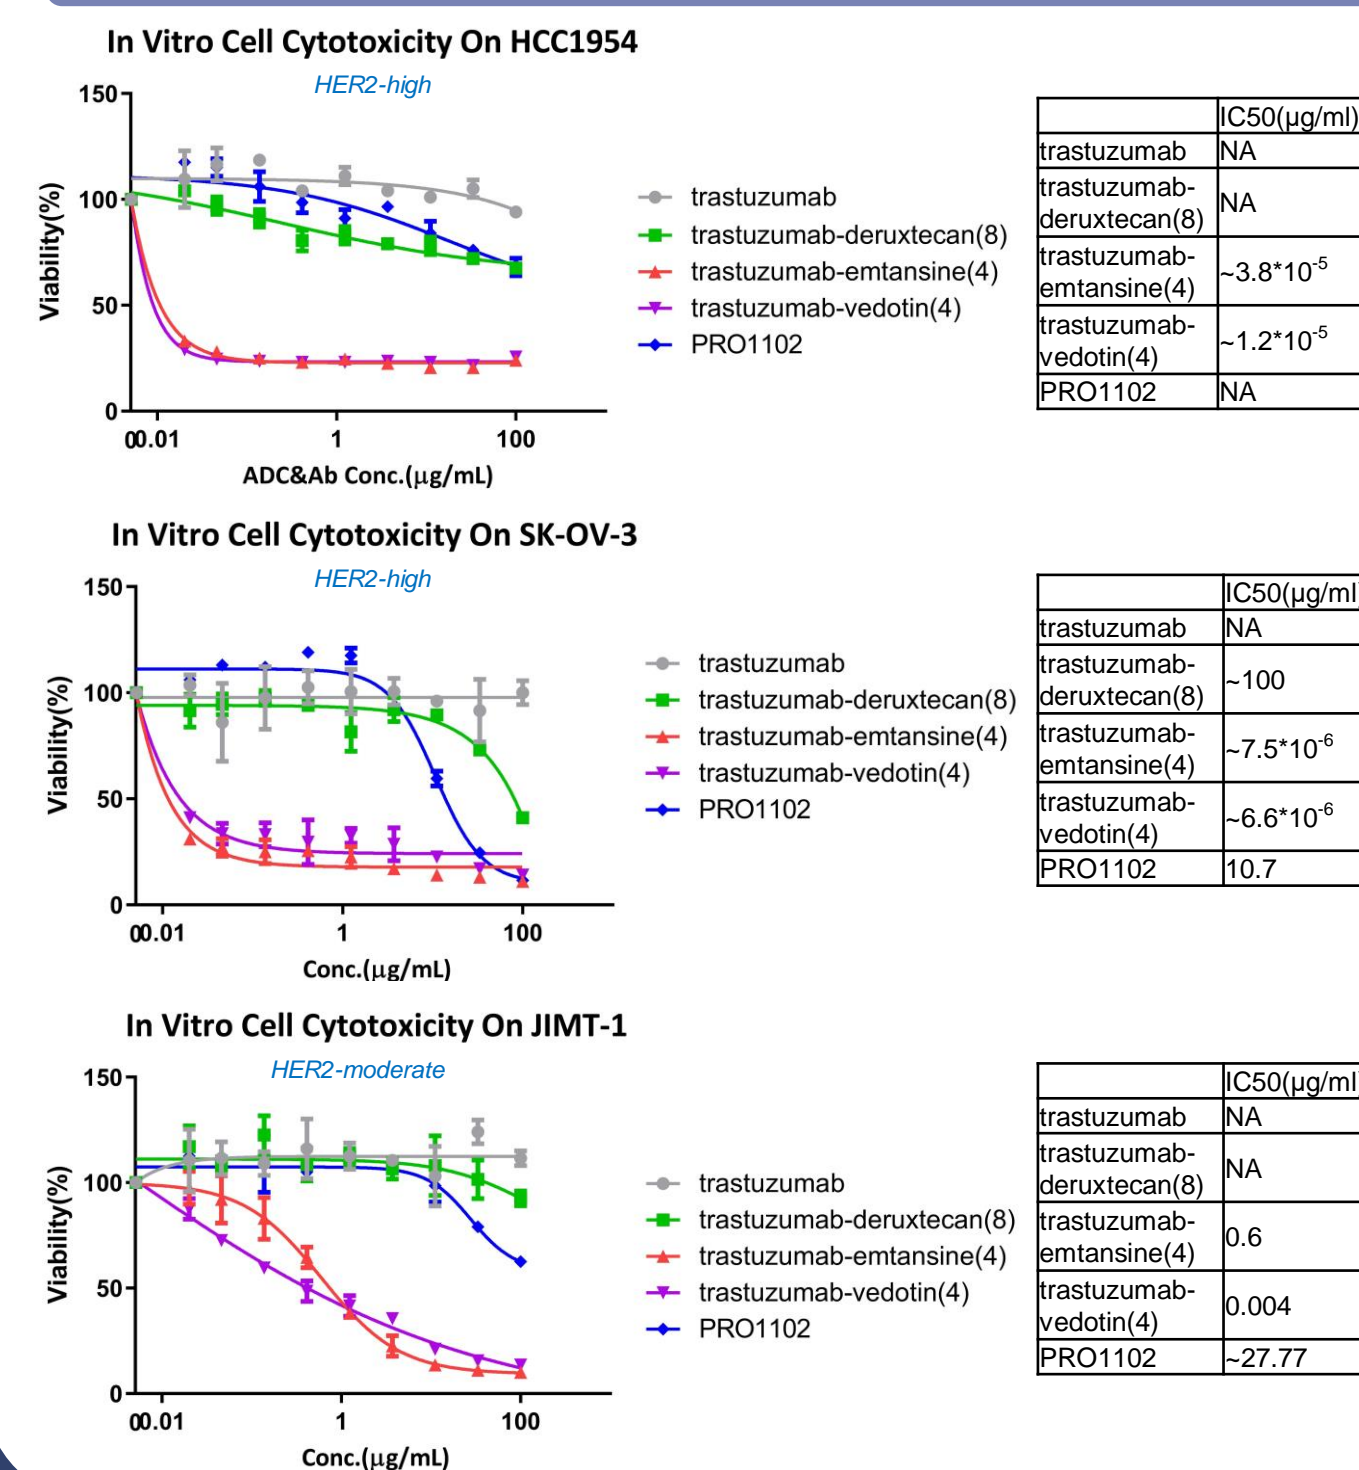 In Vitro Cell Cytotoxicity On HCC1954
HER2-high
150
100
50
0
Viability(%)
0
0.01
1
100
ADC&Ab Conc.(μg/mL)
trastuzumab
trastuzumab-deruxtecan(8)
trastuzumab-emtansine(4)
trastuzumab-vedotin(4)
PRO1102
IC50(μg/ml)
trastuzumab NA
trastuzumab-
deruxtecan(8) NA
trastuzumab-
emtansine(4) ~3.8*10⁻⁵
trastuzumab-
vedotin(4) ~1.2*10⁻⁵
PRO1102 NA
In Vitro Cell Cytotoxicity On SK-OV-3
HER2-high
150
100
50
0
Viability(%)
0
0.01
1
100
Conc.(μg/mL)
trastuzumab
trastuzumab-deruxtecan(8)
trastuzumab-emtansine(4)
trastuzumab-vedotin(4)
PRO1102
IC50(μg/ml
trastuzumab NA
trastuzumab-
deruxtecan(8) ~100
trastuzumab-
emtansine(4) ~7.5*10⁻⁶
trastuzumab-
vedotin(4) ~6.6*10⁻⁶
PRO1102 10.7
In Vitro Cell Cytotoxicity On JIMT-1
HER2-moderate
150
100
50
0
Viability(%)
0
0.01
1
100
Conc.(μg/mL)
trastuzumab
trastuzumab-deruxtecan(8)
trastuzumab-emtansine(4)
trastuzumab-vedotin(4)
PRO1102
IC50(μg/ml
trastuzumab NA
trastuzumab-
deruxtecan(8) NA
trastuzumab-
emtansine(4) 0.6
trastuzumab-
vedotin(4) 0.004
PRO1102 ~27.77